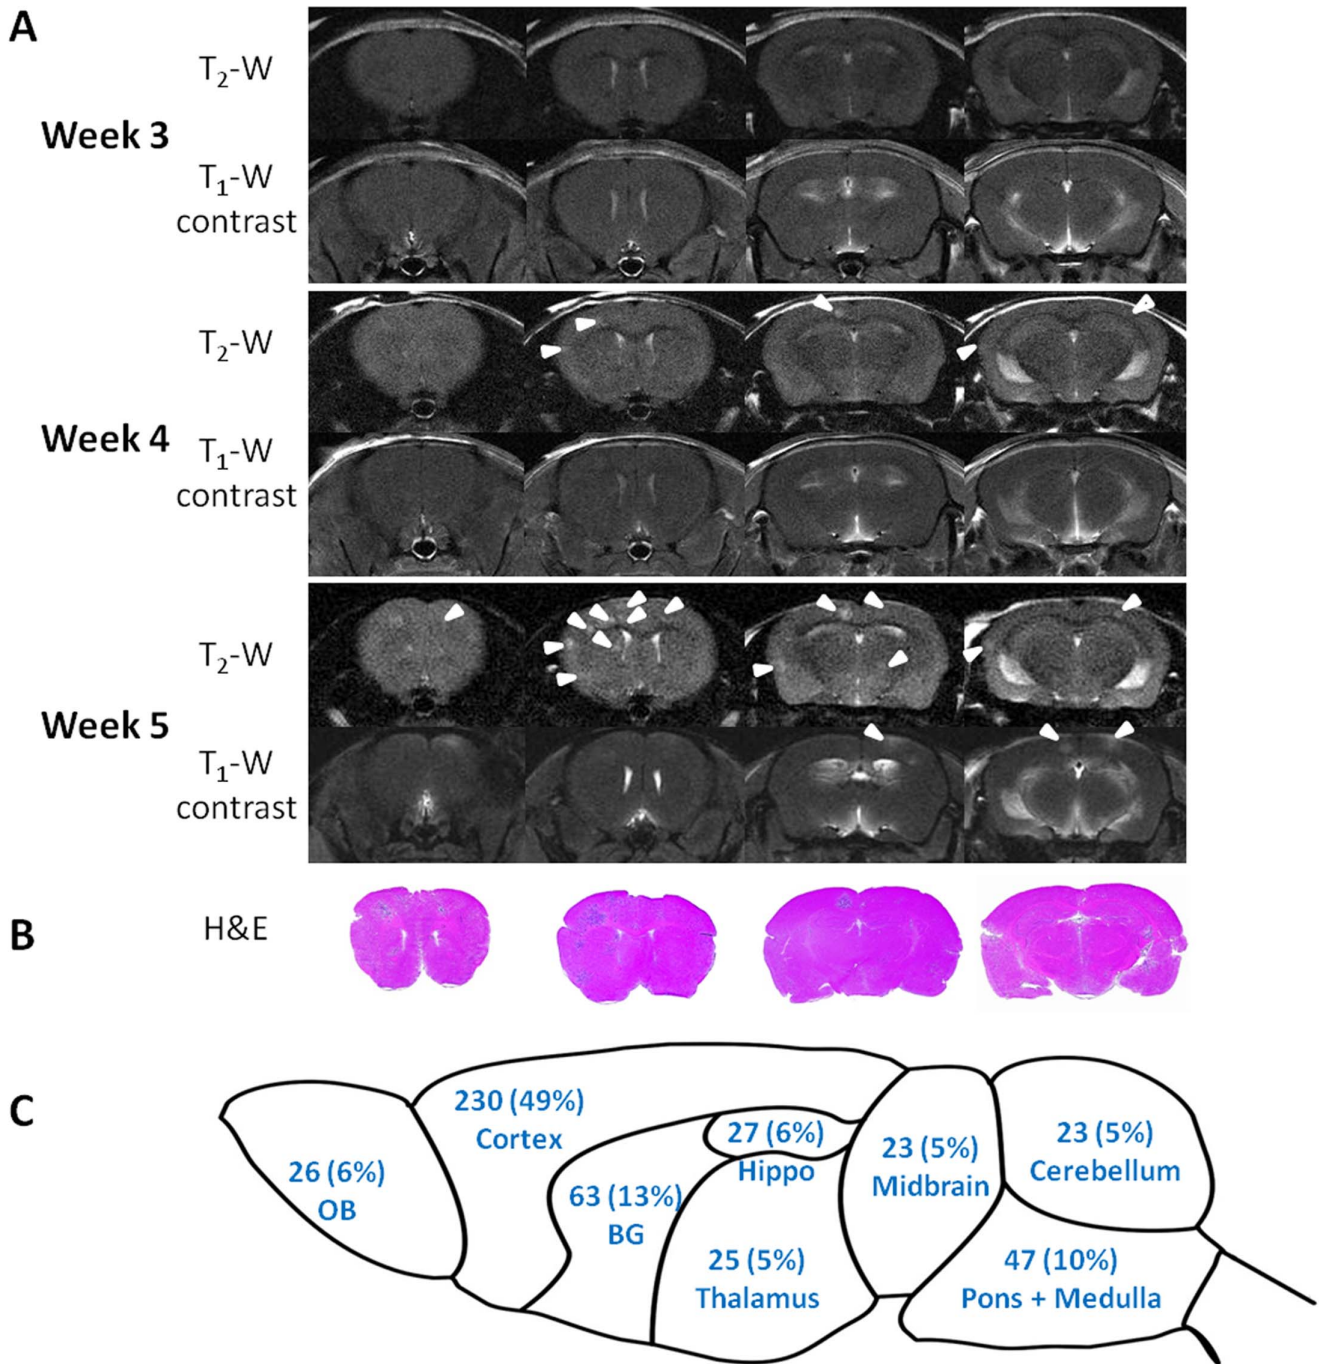 A
T₂-W
Week 3
T₁-W
contrast
T₂-W
Week 4
T₁-W
contrast
T₂-W
Week 5
T₁-W
contrast
B
H&E
C
230 (49%)
Cortex
26 (6%)
OB
63 (13%)
BG
27 (6%)
Hippo
25 (5%)
Thalamus
23 (5%)
Midbrain
23 (5%)
Cerebellum
47 (10%)
Pons + Medulla